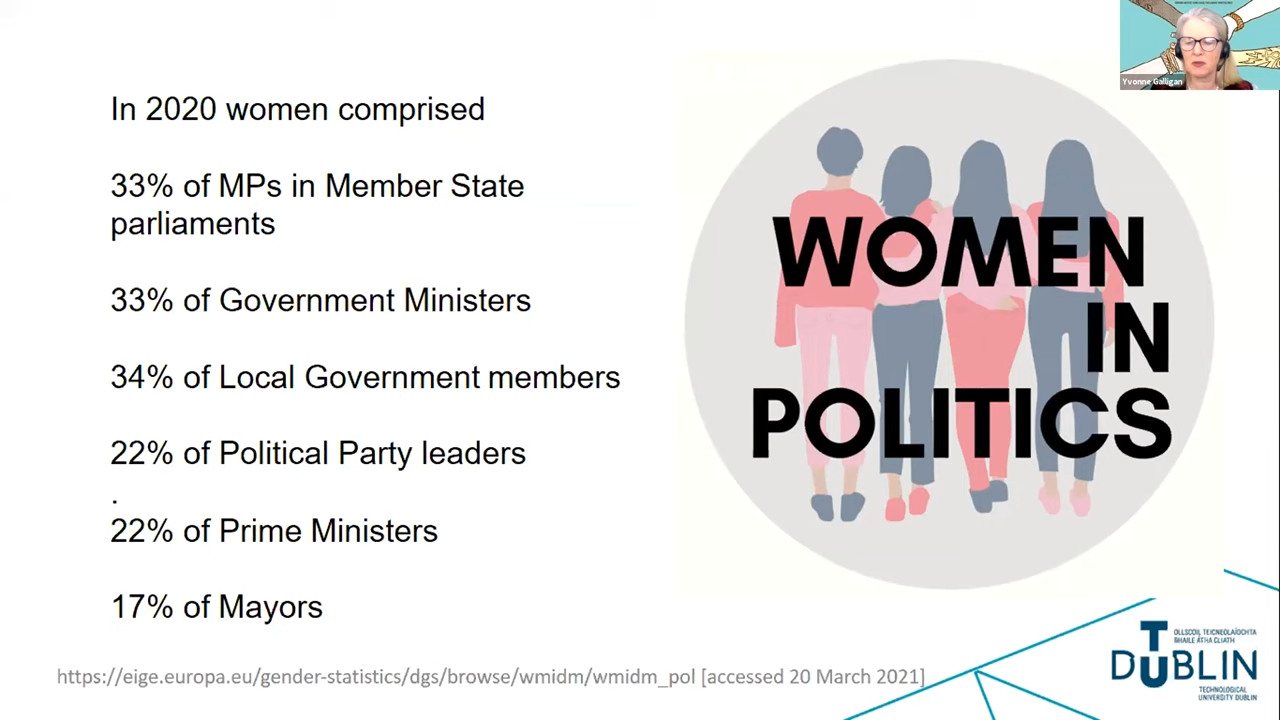 In 2020 women comprised
33% of MPs in Member State
parliaments
33% of Government Ministers
34% of Local Government members
22% of Political Party leaders
.
22% of Prime Ministers
17% of Mayors
https://eige.europa.eu/gender-statistics/dgs/browse/wmidm/wmidm_pol [accessed 20 March 2021]
WOMEN
IN
POLITICS
Yvonne Galligan
OLLSCOIL TEICNEOLAÍOCHTA
BHAILE ÁTHA CLIATH
TU DUBLIN
TECHNOLOGICAL
UNIVERSITY DUBLIN